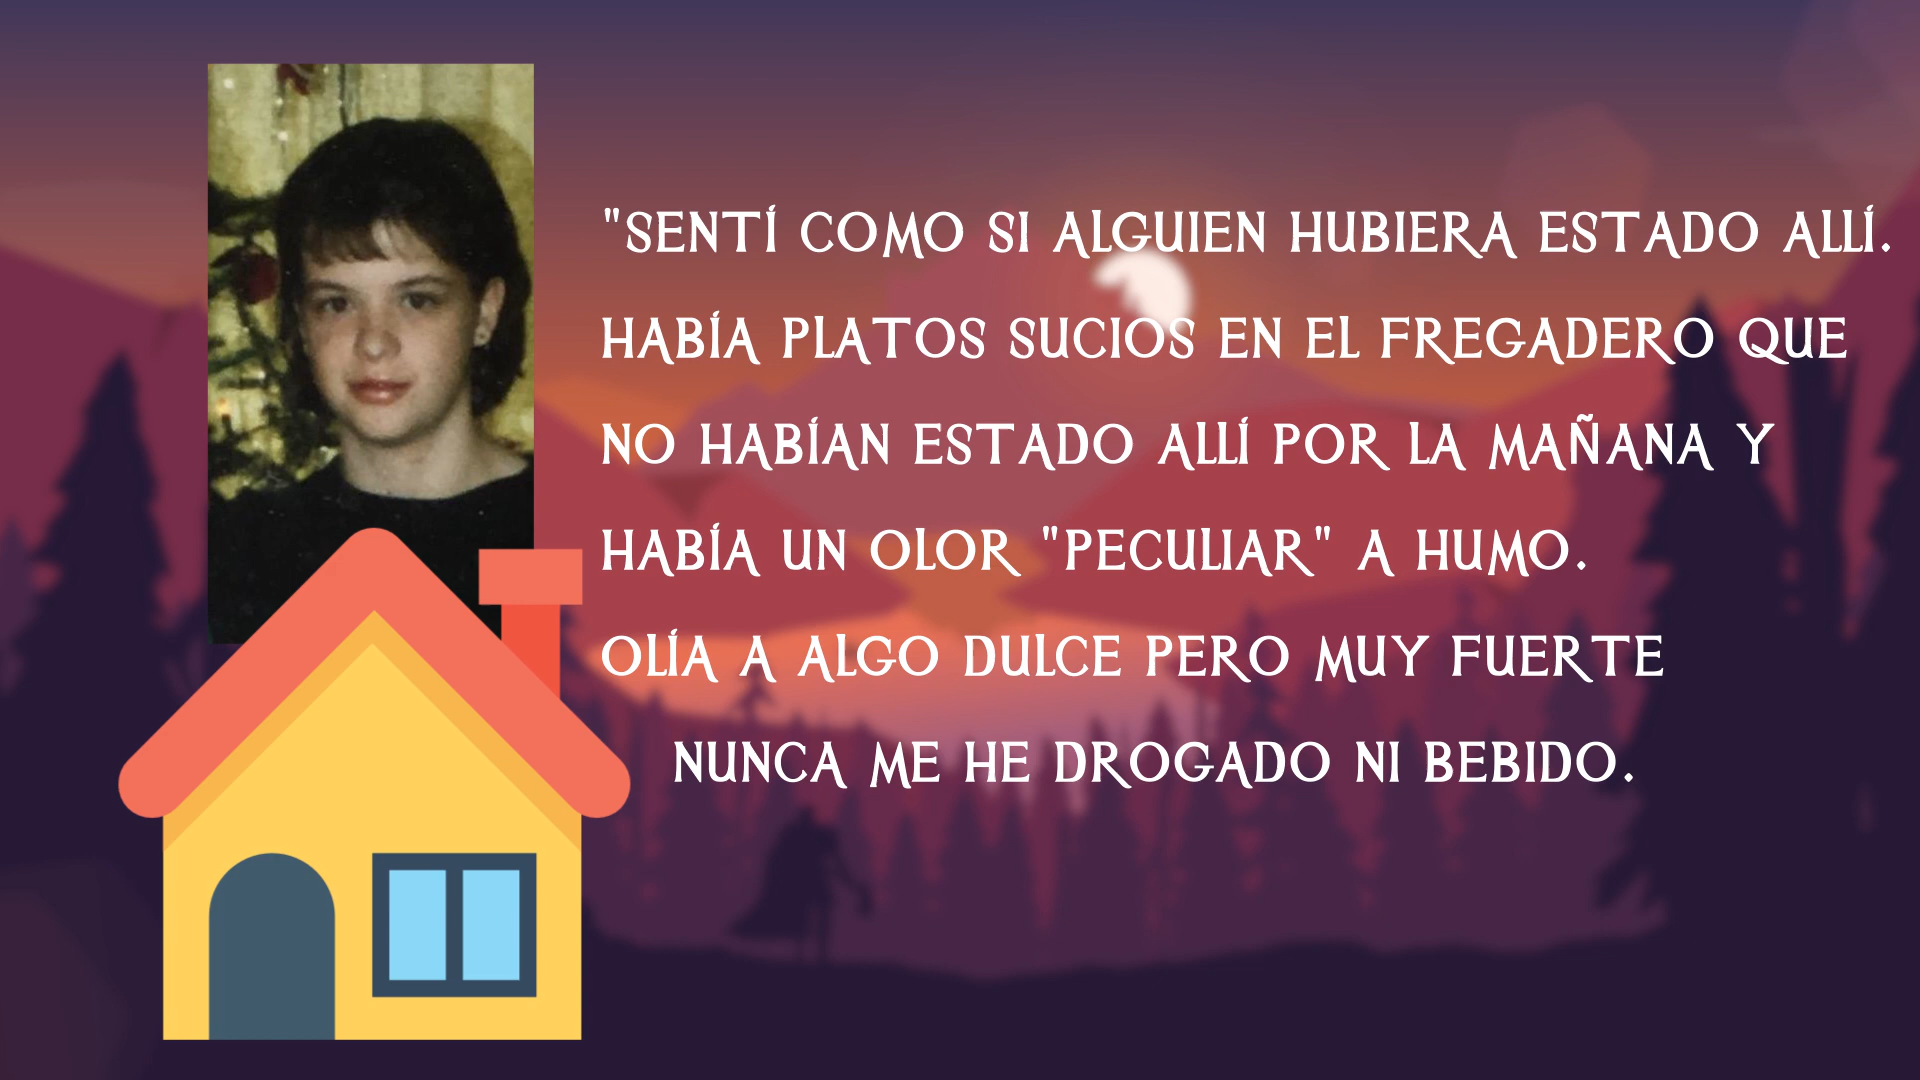 "SENTÍ COMO SI ALGUIEN HUBIERA ESTADO ALLÍ.
HABÍA PLATOS SUCIOS EN EL FREGADERO QUE
NO HABÍAN ESTADO ALLÍ POR LA MAÑANA Y
HABÍA UN OLOR "PECULIAR" A HUMO.
OLÍA A ALGO DULCE PERO MUY FUERTE
NUNCA ME HE DROGADO NI BEBIDO.